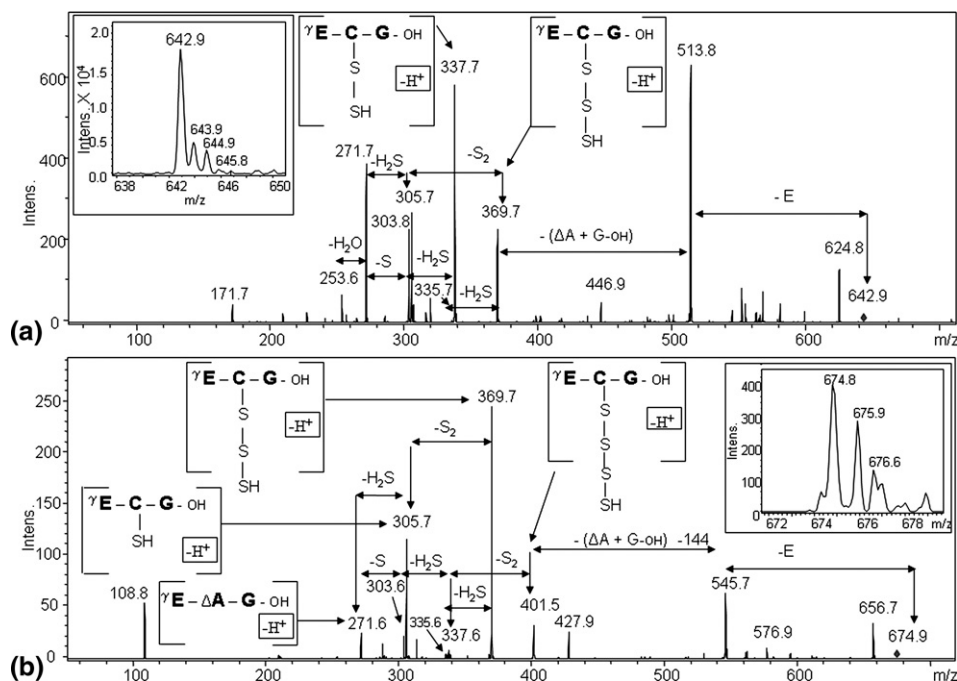 (a)
Intens.
600
400
200
0
100
200
300
400
500
600
m/z
Intens. X 10⁴
2.0
1.5
1.0
0.0
642.9
643.9
644.9
645.8
638
642
646
650
m/z
γE – C – G - OH
S
SH
-H⁺
γE – C – G - OH
S
S
SH
-H⁺
337.7
513.8
271.7
-H₂S
-S₂
305.7
303.8
369.7
- E
-H₂O
-S
-H₂S
- (ΔA + G-OH)
253.6
335.7
-H₂S
171.7
446.9
624.8
642.9
(b)
Intens.
250
200
150
100
50
0
100
200
300
400
500
600
m/z
γE – C – G - OH
S
S
SH
-H⁺
369.7
γE – C – G - OH
S
S
S
SH
-H⁺
Intens.
400
300
200
100
0
674.8
675.9
676.6
672
674
676
678
m/z
-S₂
-H₂S
γE – C – G - OH
SH
-H⁺
305.7
- (ΔA + G-OH) -144
-S
-H₂S
-S₂
- E
303.6
-H₂S
108.8
γE – ΔA – G - OH
-H⁺
271.6
335.6
337.6
401.5
427.9
545.7
576.9
656.7
674.9